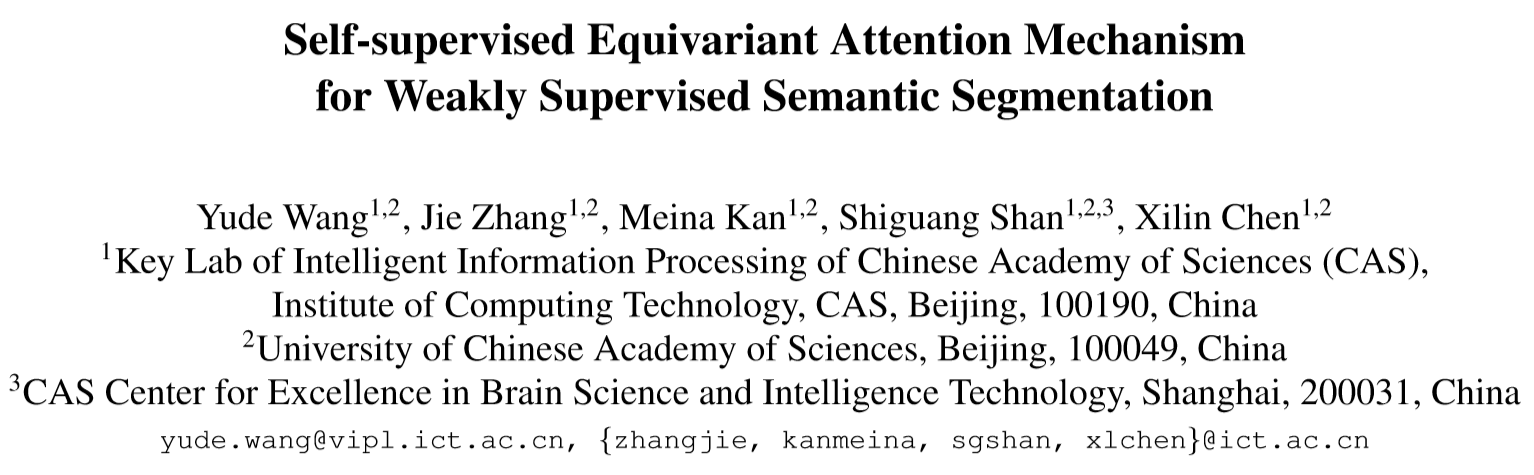 Self-supervised Equivariant Attention Mechanism
for Weakly Supervised Semantic Segmentation
Yude Wang1,2, Jie Zhang1,2, Meina Kan1,2, Shiguang Shan1,2,3, Xilin Chen1,2
1Key Lab of Intelligent Information Processing of Chinese Academy of Sciences (CAS),
Institute of Computing Technology, CAS, Beijing, 100190, China
2University of Chinese Academy of Sciences, Beijing, 100049, China
3CAS Center for Excellence in Brain Science and Intelligence Technology, Shanghai, 200031, China
yude.wang@vipl.ict.ac.cn, {zhangjie, kanmeina, sgshan, xlchen}@ict.ac.cn